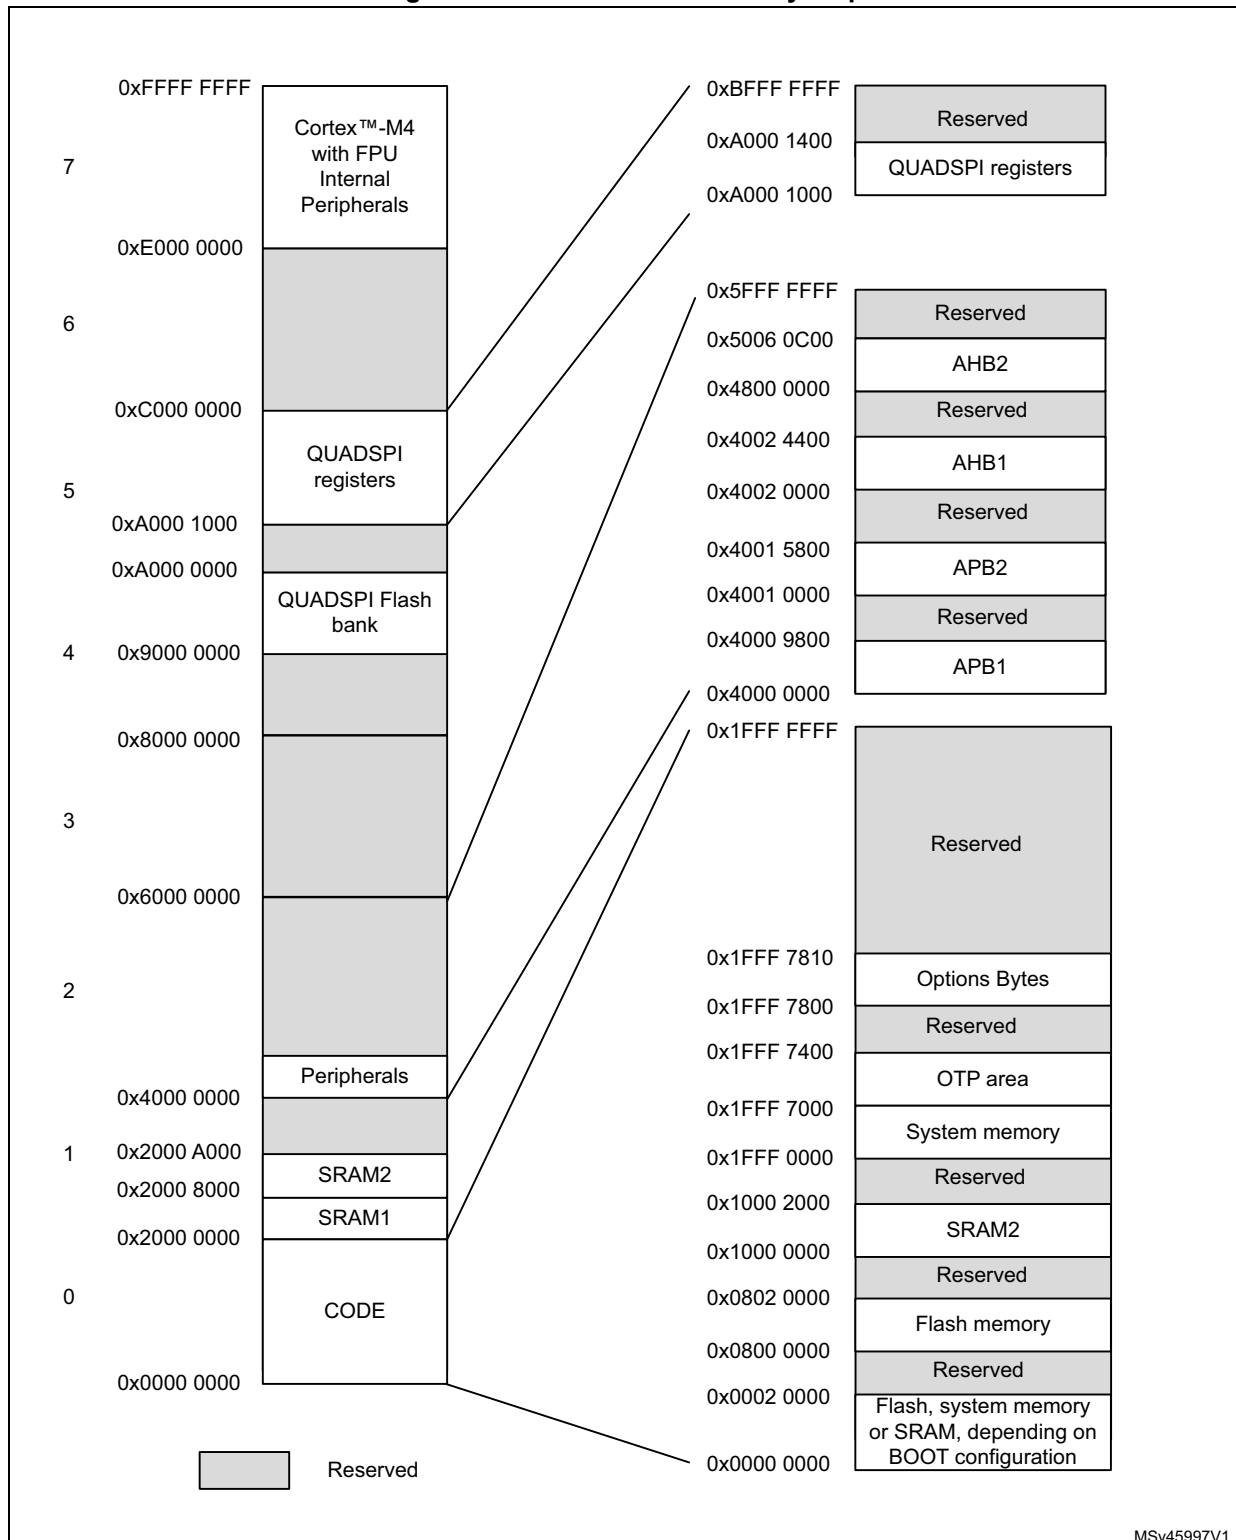 0xFFFF FFFF
Cortex™-M4
with FPU
Internal
Peripherals
7
0xE000 0000
6
0xC000 0000
QUADSPI
registers
5
0xA000 1000
0xA000 0000
QUADSPI Flash
bank
4
0x9000 0000
0x8000 0000
3
0x6000 0000
2
Peripherals
0x4000 0000
1
0x2000 A000
SRAM2
0x2000 8000
SRAM1
0x2000 0000
0
CODE
0x0000 0000
Reserved
0xBFFF FFFF
Reserved
0xA000 1400
QUADSPI registers
0xA000 1000
0x5FFF FFFF
Reserved
0x5006 0C00
AHB2
0x4800 0000
Reserved
0x4002 4400
AHB1
0x4002 0000
Reserved
0x4001 5800
APB2
0x4001 0000
Reserved
0x4000 9800
APB1
0x4000 0000
0x1FFF FFFF
Reserved
0x1FFF 7810
Options Bytes
0x1FFF 7800
Reserved
0x1FFF 7400
OTP area
0x1FFF 7000
System memory
0x1FFF 0000
Reserved
0x1000 2000
SRAM2
0x1000 0000
Reserved
0x0802 0000
Flash memory
0x0800 0000
Reserved
0x0002 0000
Flash, system memory
or SRAM, depending on
BOOT configuration
0x0000 0000
MSv45997V1